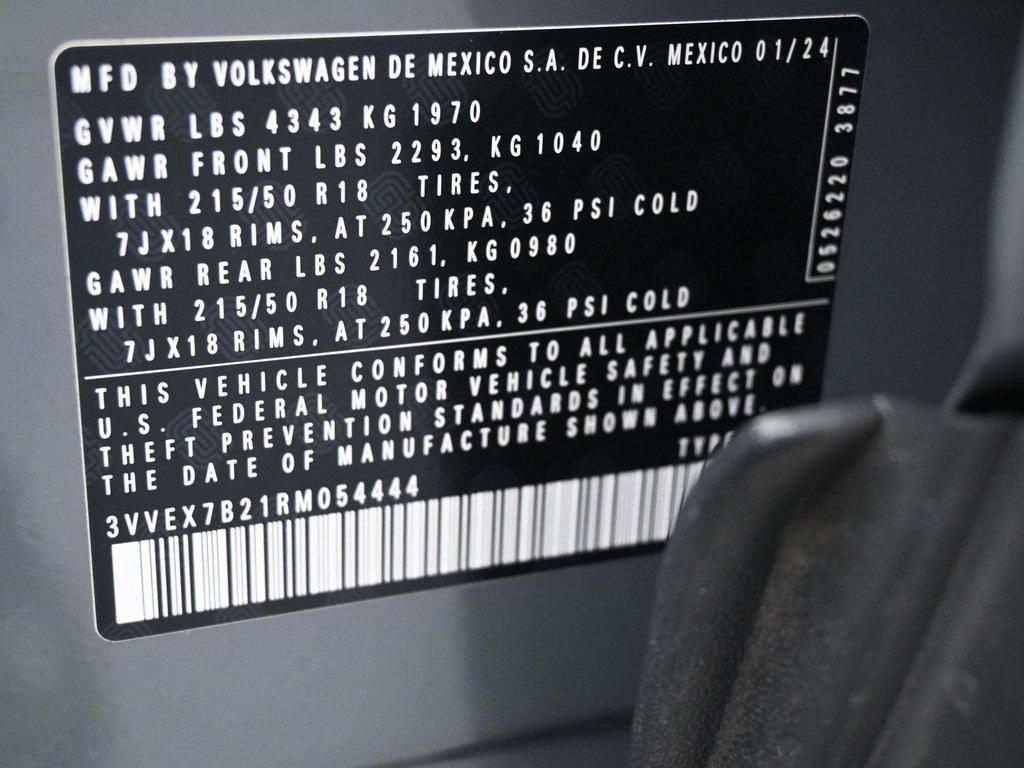 MFD BY VOLKSWAGEN DE MEXICO S.A. DE C.V. MEXICO 01/24
GVWR LBS 4343 KG 1970
GAWR FRONT LBS 2293, KG 1040
WITH 215/50 R18 TIRES,
7JX18 RIMS, AT 250 KPA, 36 PSI COLD
GAWR REAR LBS 2161, KG 0980
WITH 215/50 R18 TIRES,
7JX18 RIMS, AT 250 KPA, 36 PSI COLD
THIS VEHICLE CONFORMS TO ALL APPLICABLE
U.S. FEDERAL MOTOR VEHICLE SAFETY AND
THEFT PREVENTION STANDARDS IN EFFECT ON
THE DATE OF MANUFACTURE SHOWN ABOVE.
TYPE
3VVEX7B21RM054444
0526220 3877